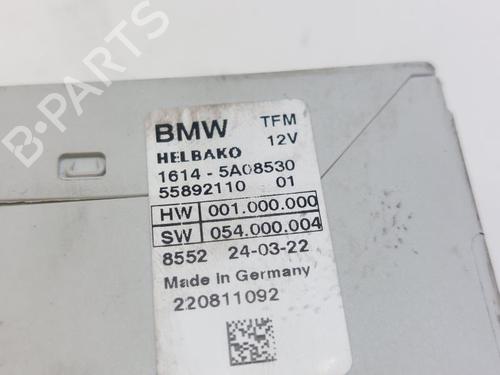 BMW TFM
HELBAKO 12V
1614 - 5A08530
55892110 01
HW 001.000.000
SW 054.000.004
8552 24-03-22
Made in Germany
220811092